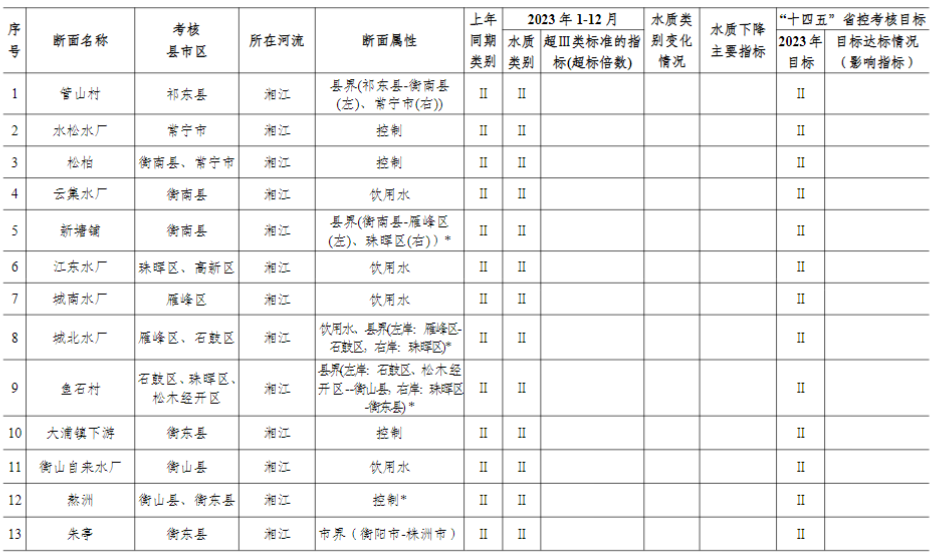 序号 断面名称 考核县市区 所在河流 断面属性 上年同期类别 2023年1-12月 水质类别变化情况 水质下降主要指标 “十四五”省控考核目标
水质类别 超Ⅲ类标准的指标(超标倍数) 2023年目标 目标达标情况（影响指标）
1 管山村 祁东县 湘江 县界(祁东县-衡南县(左)、常宁市(右)) Ⅱ Ⅱ Ⅱ
2 水松水厂 常宁市 湘江 控制 Ⅱ Ⅱ Ⅱ
3 松柏 衡南县、常宁市 湘江 控制 Ⅱ Ⅱ Ⅱ
4 云集水厂 衡南县 湘江 饮用水 Ⅱ Ⅱ Ⅱ
5 新塘铺 衡南县 湘江 县界(衡南县-雁峰区(左)、珠晖区(右))* Ⅱ Ⅱ Ⅱ
6 江东水厂 珠晖区、高新区 湘江 饮用水 Ⅱ Ⅱ Ⅱ
7 城南水厂 雁峰区 湘江 饮用水 Ⅱ Ⅱ Ⅱ
8 城北水厂 雁峰区、石鼓区 湘江 饮用水、县界(左岸：雁峰区-石鼓区，右岸：珠晖区)* Ⅱ Ⅱ Ⅱ
9 鱼石村 石鼓区、珠晖区、松木经开区 湘江 县界(左岸：石鼓区、松木经开区--衡山县，右岸：珠晖区-衡东县)* Ⅱ Ⅱ Ⅱ
10 大浦镇下游 衡东县 湘江 控制 Ⅱ Ⅱ Ⅱ
11 衡山自来水厂 衡山县 湘江 饮用水 Ⅱ Ⅱ Ⅱ
12 熬洲 衡山县、衡东县 湘江 控制* Ⅱ Ⅱ Ⅱ
13 朱亭 衡东县 湘江 市界（衡阳市-株洲市） Ⅱ Ⅱ Ⅱ